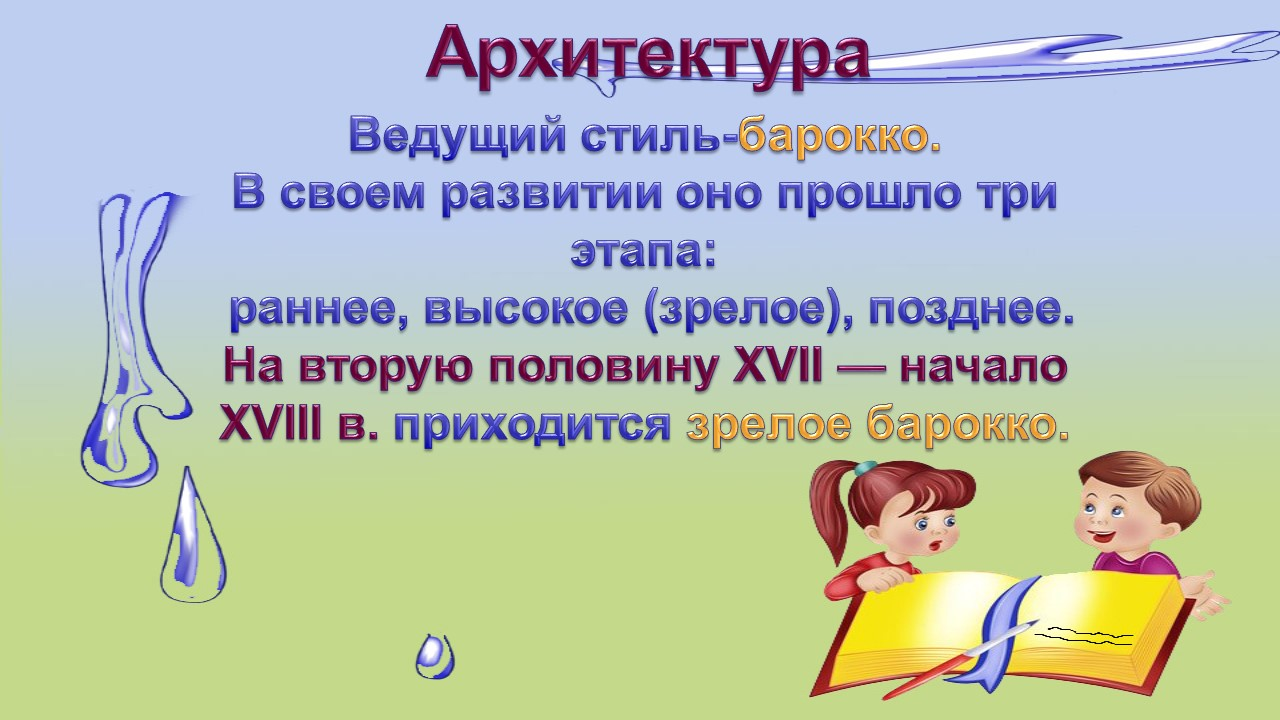 Архитектура
Ведущий стиль-барокко.
В своем развитии оно прошло три
этапа:
раннее, высокое (зрелое), позднее.
На вторую половину XVII — начало
XVIII в. приходится зрелое барокко.